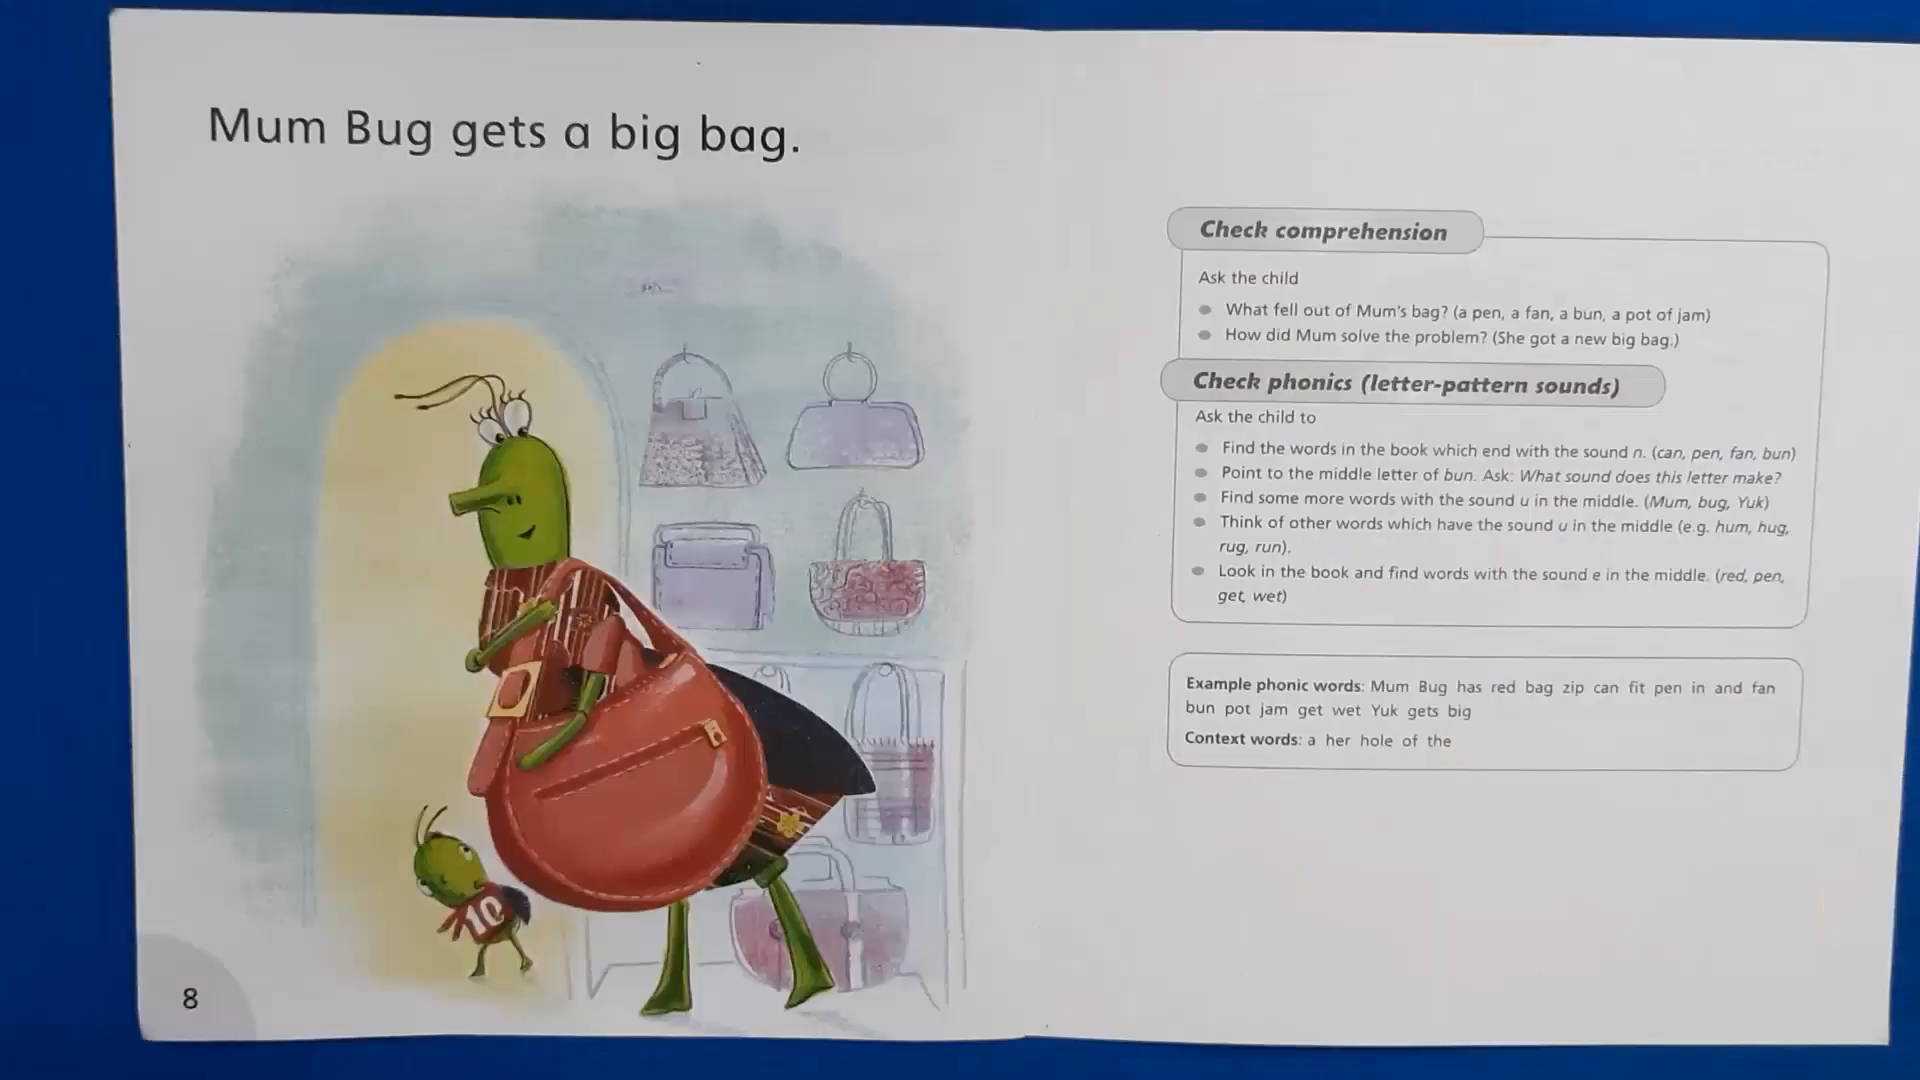 Mum Bug gets a big bag.
10
8
Check comprehension
Ask the child
What fell out of Mum's bag? (a pen, a fan, a bun, a pot of jam)
How did Mum solve the problem? (She got a new big bag.)
Check phonics (letter-pattern sounds)
Ask the child to
Find the words in the book which end with the sound n. (can, pen, fan, bun)
Point to the middle letter of bun. Ask: What sound does this letter make?
Find some more words with the sound u in the middle. (Mum, bug, Yuk)
Think of other words which have the sound u in the middle (e.g. hum, hug,
rug, run).
Look in the book and find words with the sound e in the middle. (red, pen,
get, wet)
Example phonic words: Mum Bug has red bag zip can fit pen in and fan
bun pot jam get wet Yuk gets big
Context words: a her hole of the